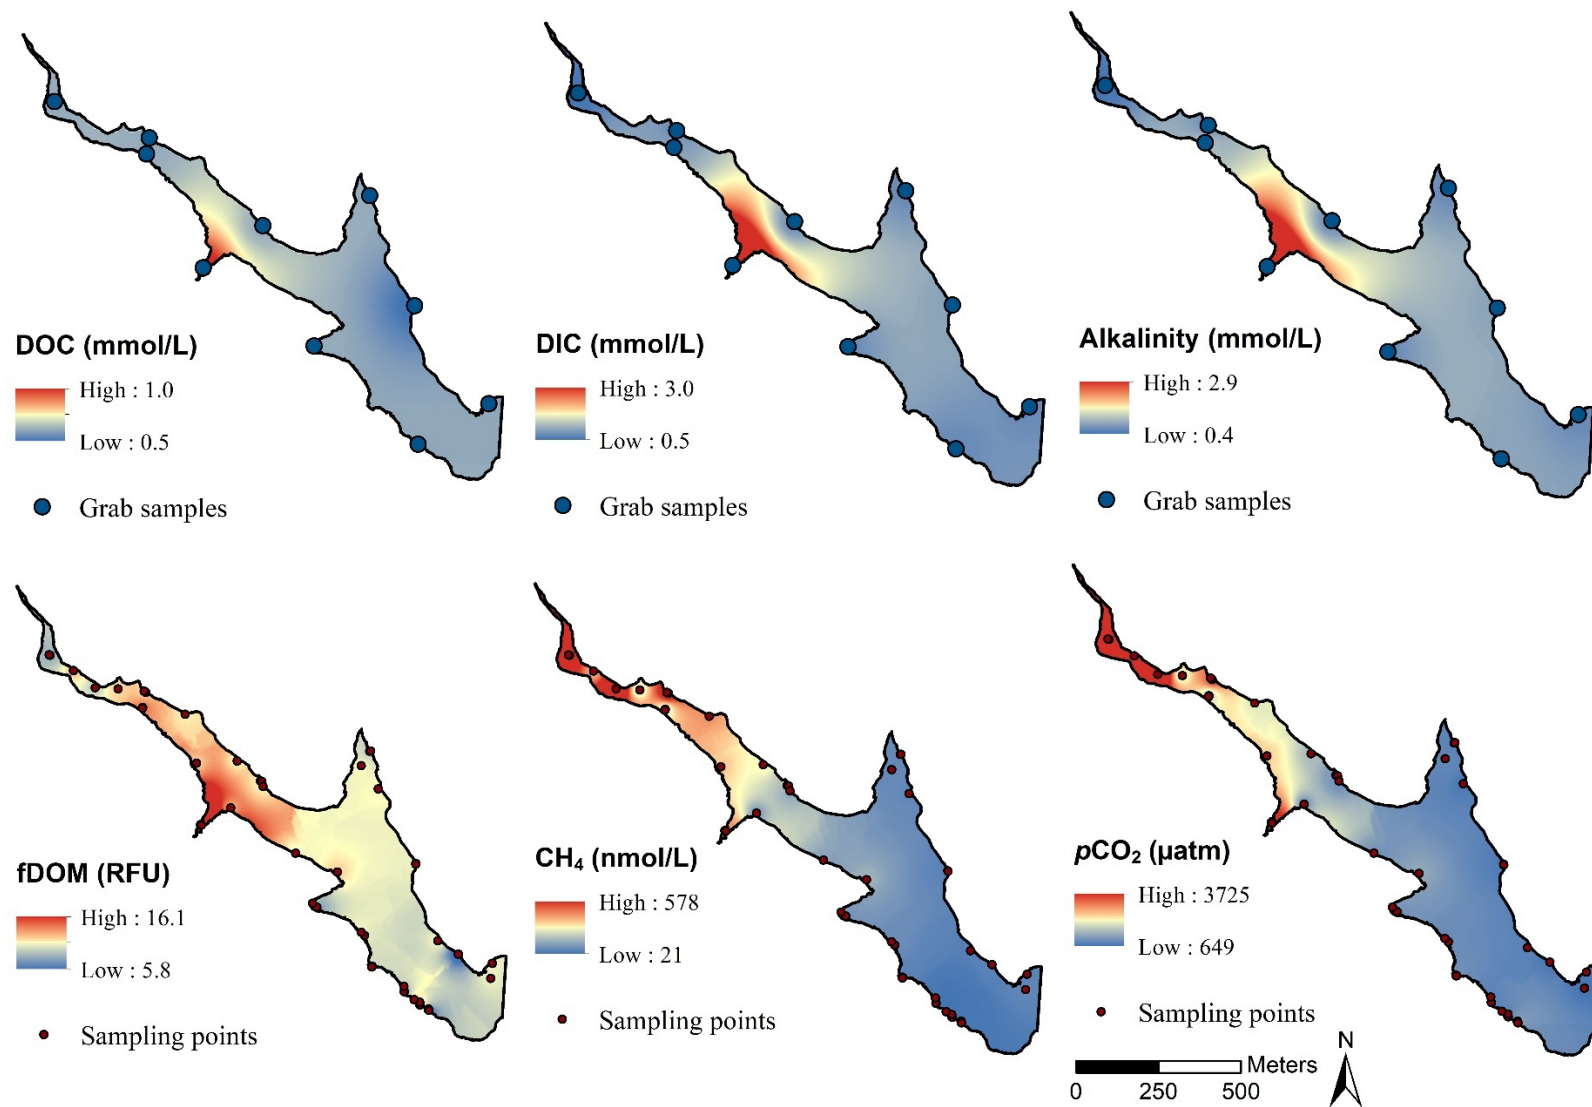 DOC (mmol/L)
High : 1.0
Low : 0.5
Grab samples
DIC (mmol/L)
High : 3.0
Low : 0.5
Grab samples
Alkalinity (mmol/L)
High : 2.9
Low : 0.4
Grab samples
fDOM (RFU)
High : 16.1
Low : 5.8
Sampling points
CH₄ (nmol/L)
High : 578
Low : 21
Sampling points
pCO₂ (µatm)
High : 3725
Low : 649
Sampling points
N
Meters
0 250 500